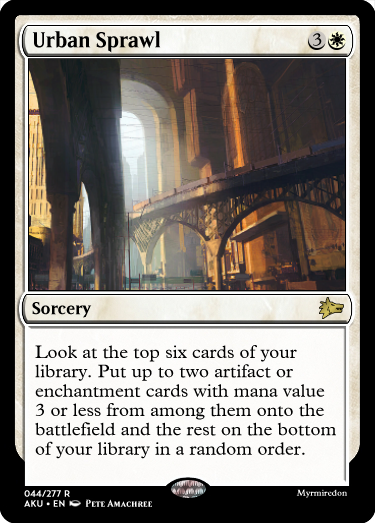 Urban Sprawl 3
Sorcery
Look at the top six cards of your
library. Put up to two artifact or
enchantment cards with mana value
3 or less from among them onto the
battlefield and the rest on the bottom
of your library in a random order.
044/277 R Myrmiredon
AKU • EN Pete Amachree